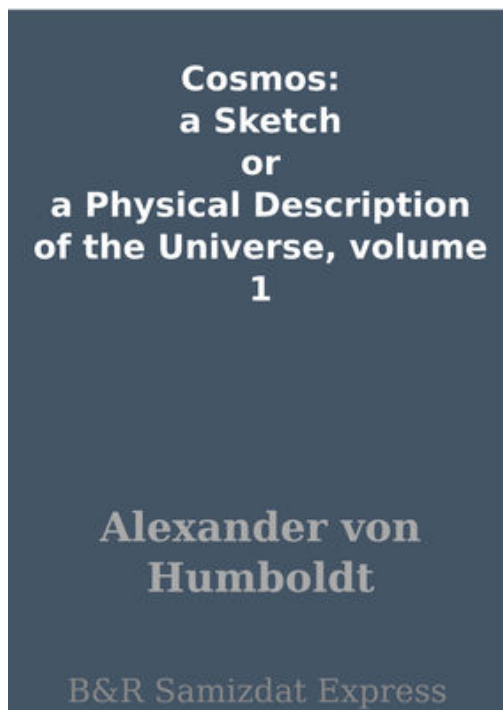 Cosmos:
a Sketch
or
a Physical Description
of the Universe, volume
1
Alexander von
Humboldt
B&R Samizdat Express